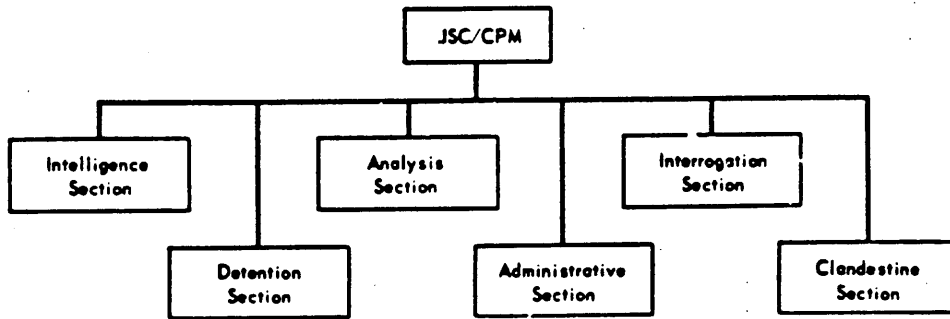 JSC/CPM
Intelligence
Section
Analysis
Section
Interrogation
Section
Detention
Section
Administrative
Section
Clandestine
Section